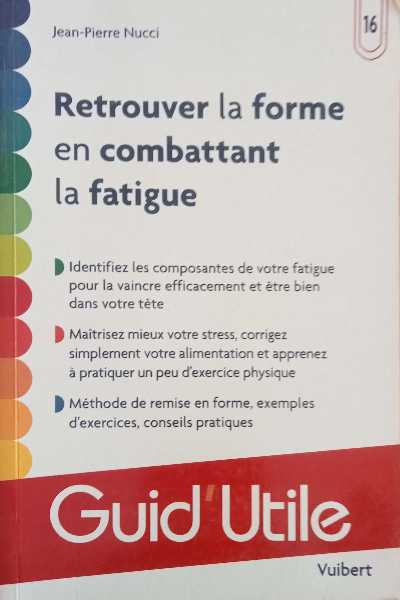 Jean-Pierre Nucci
16
Retrouver la forme
en combattant
la fatigue
Identifiez les composantes de votre fatigue
pour la vaincre efficacement et être bien
dans votre tête
Maîtrisez mieux votre stress, corrigez
simplement votre alimentation et apprenez
à pratiquer un peu d'exercice physique
Méthode de remise en forme, exemples
d'exercices, conseils pratiques
Guid'Utile
Vuibert